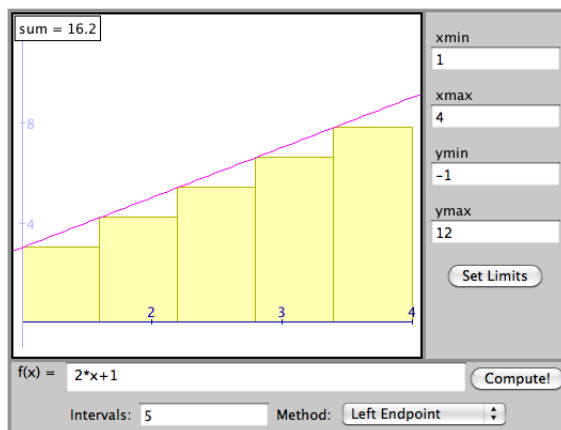 sum = 16.2
8
4
2 3 4
xmin
1
xmax
4
ymin
-1
ymax
12
Set Limits
f(x) = 2*x+1 Compute!
Intervals: 5 Method: Left Endpoint